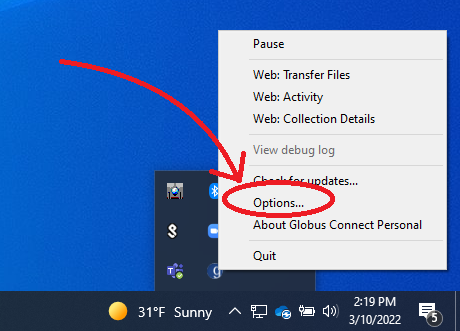 Pause
Web: Transfer Files
Web: Activity
Web: Collection Details
View debug log
Check for updates...
Options...
About Globus Connect Personal
Quit
31°F Sunny
2:19 PM
3/10/2022
5